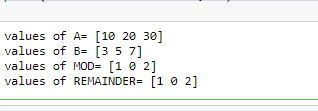 values of A= [10 20 30]
values of B= [3 5 7]
values of MOD= [1 0 2]
values of REMAINDER= [1 0 2]